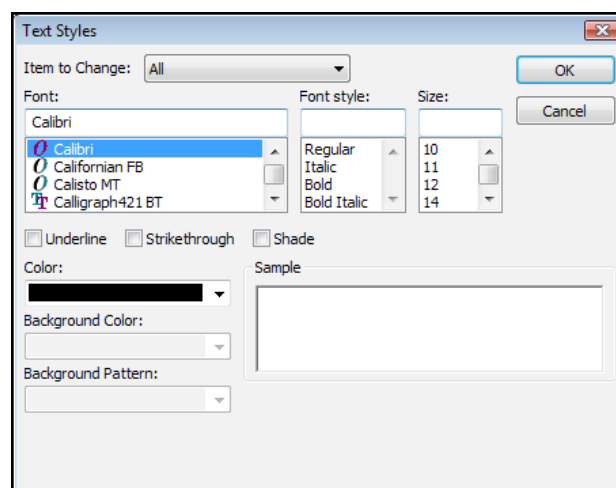 Text Styles
Item to Change: All
OK
Font: Font style: Size:
Cancel
Calibri
Calibri Regular 10
Californian FB Italic 11
Calisto MT Bold 12
Calligraph421 BT Bold Italic 14
Underline Strikethrough Shade
Color: Sample
Background Color:
Background Pattern: